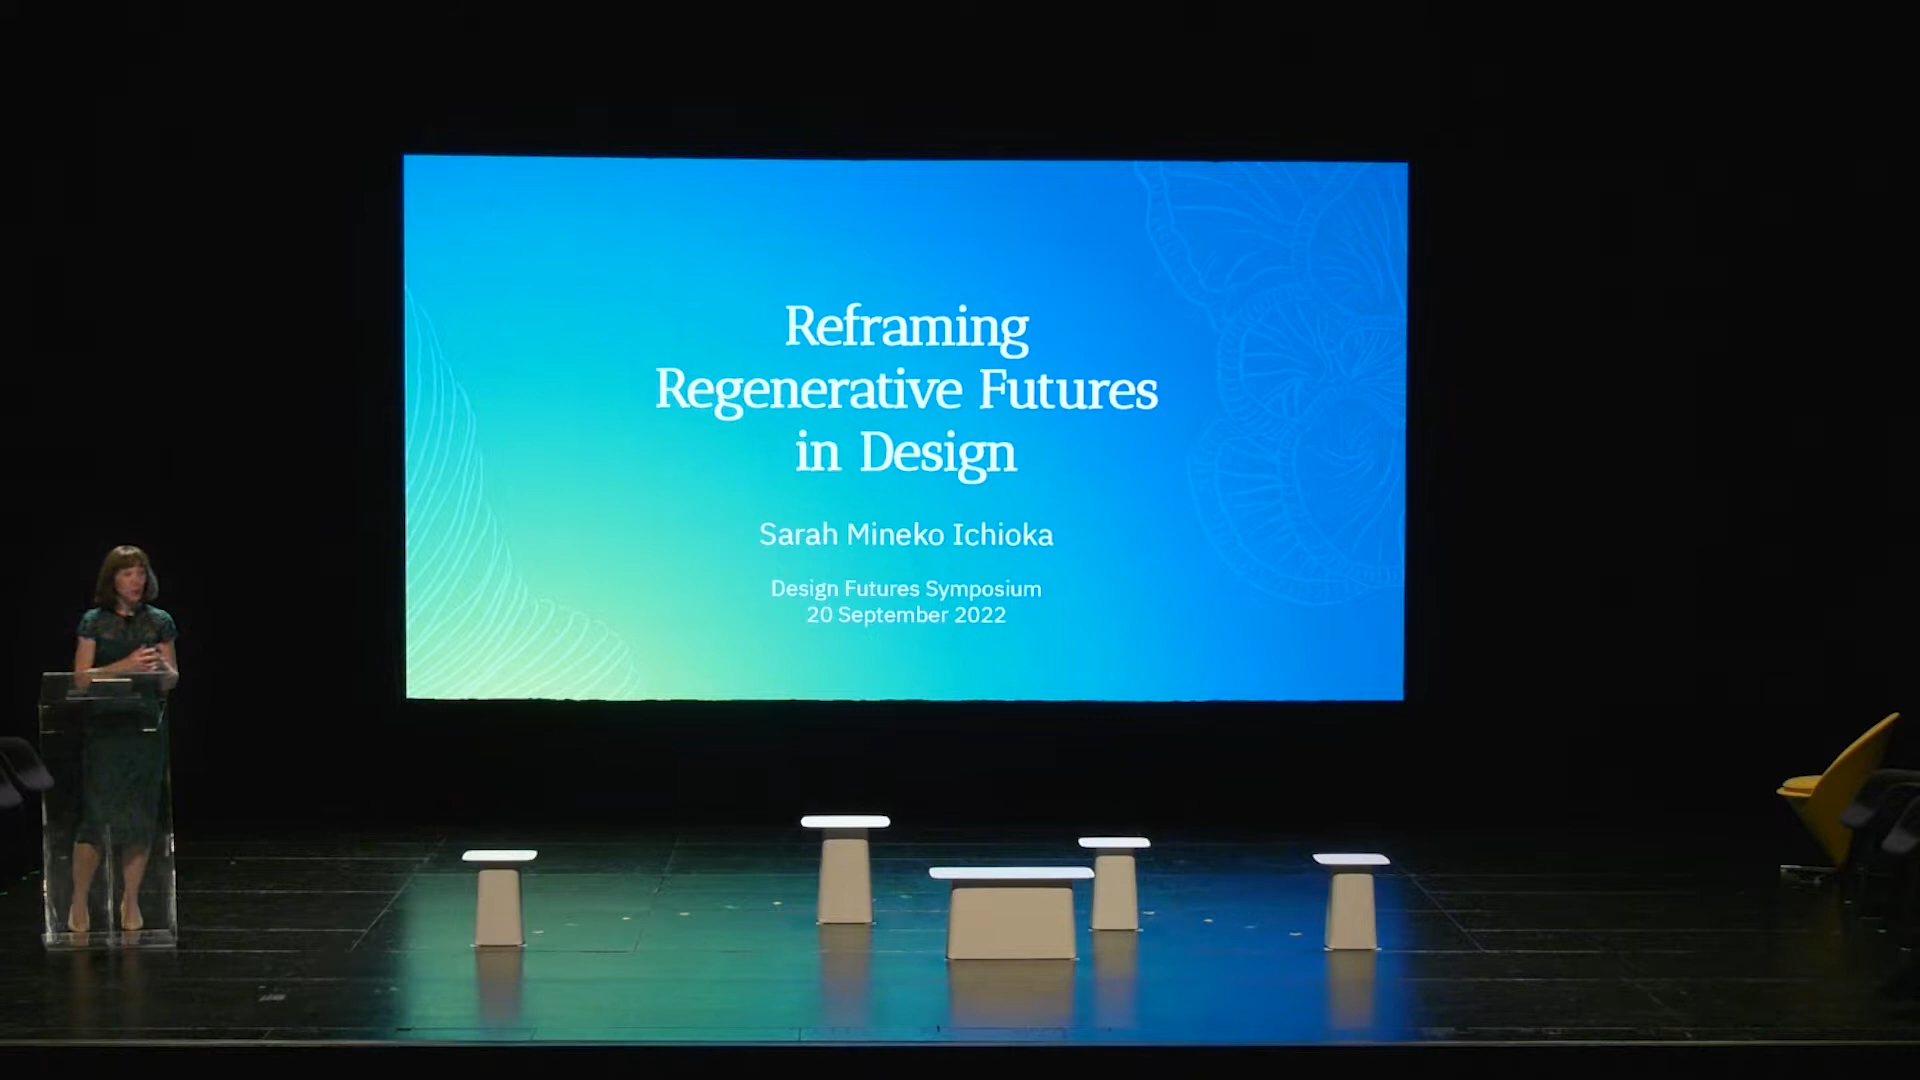 Reframing
Regenerative Futures
in Design
Sarah Mineko Ichioka
Design Futures Symposium
20 September 2022